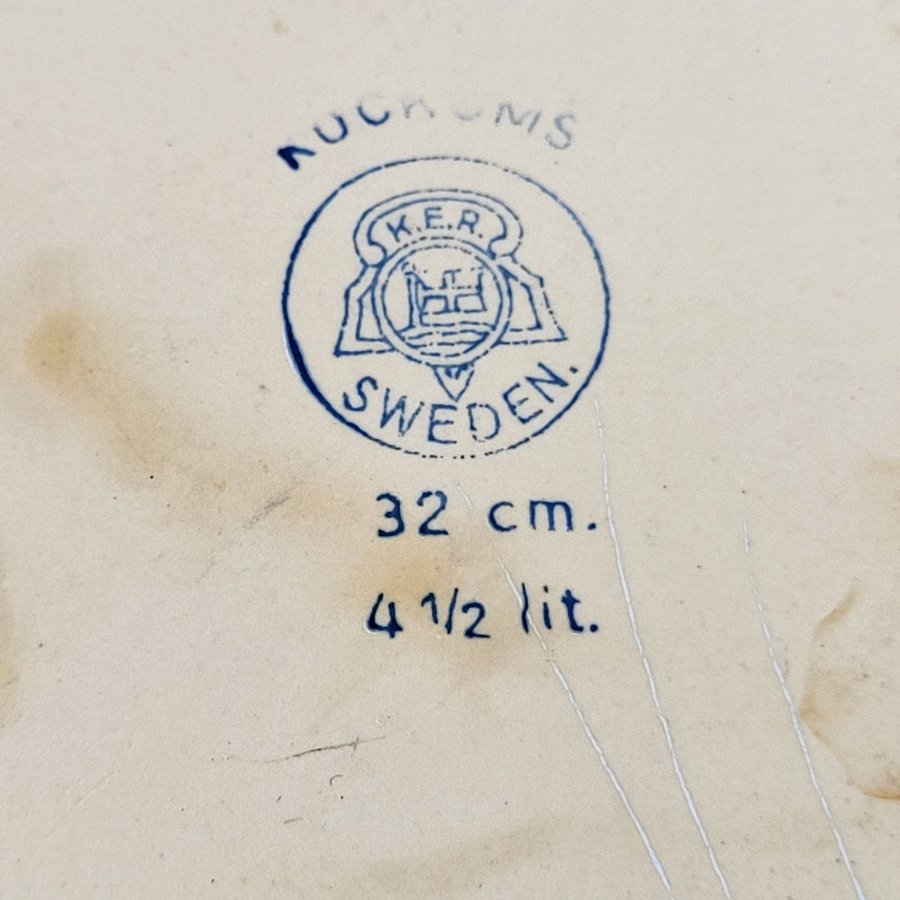 KOCKUMS
K.E.R.
SWEDEN.
32 cm.
4 1/2 lit.